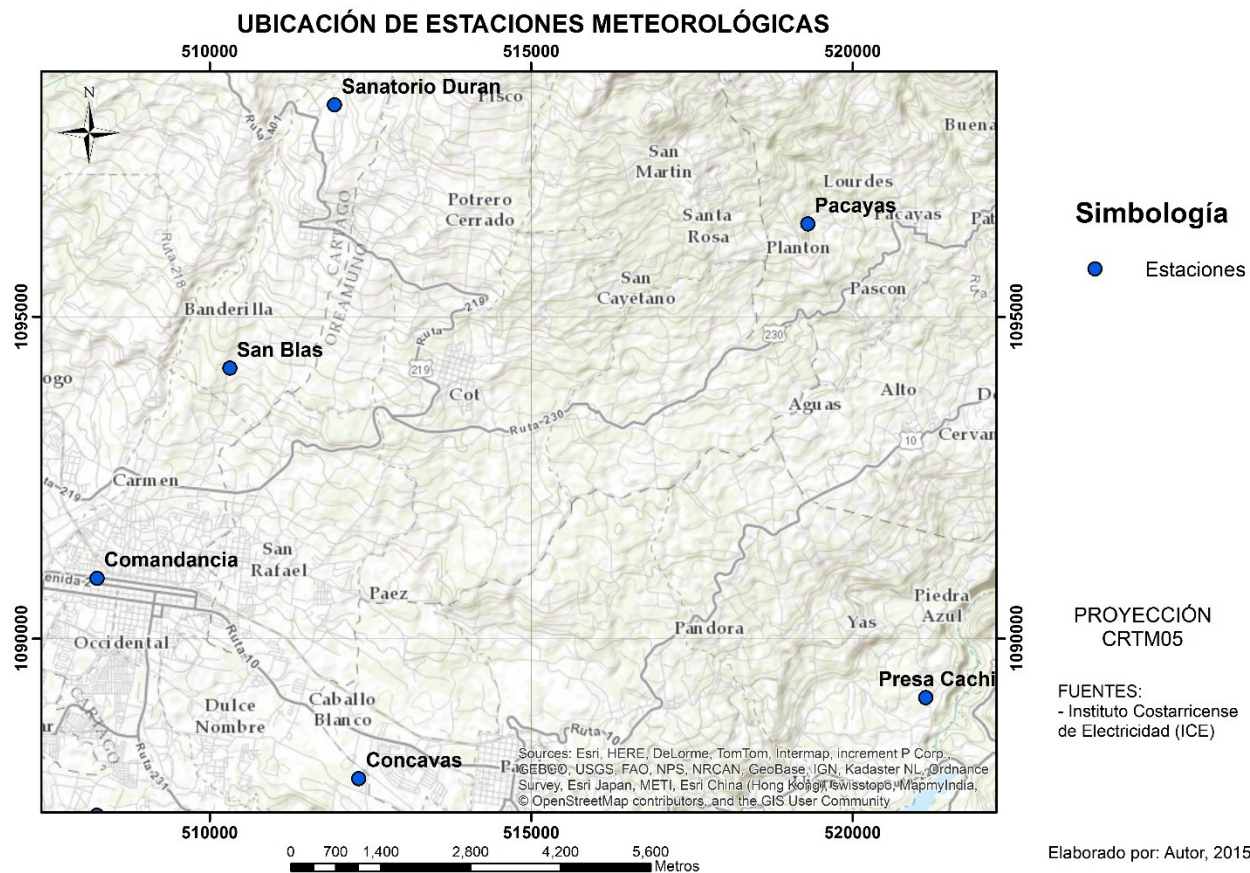 UBICACIÓN DE ESTACIONES METEOROLÓGICAS
510000
515000
520000
N
Sanatorio Duran
Pisco
Buena
Ruta 401
San
Martin
Lourdes
Potrero
Cerrado
Santa
Rosa
Pacayas
Pacayas
Planton
Ruta-218
CARTAGO
OREAMUNO
San
Cayetano
Pascon
Banderilla
Ruta 219
1095000
1095000
230
San Blas
219
Cot
Alto
Aguas
Ruta-230
10
Cervan
Carmen
ta-219
Comandancia
San
Rafael
enida 2
Paez
Piedra
Azul
Occidental
Pandora
Yas
1090000
1090000
Ruta-10
Presa Cachi
Dulce
Nombre
Caballo
Blanco
CARTAGO
Ruta-231
Ruta-10
Concavas
Sources: Esri, HERE, DeLorme, TomTom, Intermap, increment P Corp.,
GEBCO, USGS, FAO, NPS, NRCAN, GeoBase, IGN, Kadaster NL, Ordnance
Survey, Esri Japan, METI, Esri China (Hong Kong), swisstopo, MapmyIndia,
© OpenStreetMap contributors, and the GIS User Community
510000
515000
520000
0 700 1,400 2,800 4,200 5,600
Metros
Simbología
Estaciones
PROYECCIÓN
CRTM05
FUENTES:
- Instituto Costarricense
de Electricidad (ICE)
Elaborado por: Autor, 2015